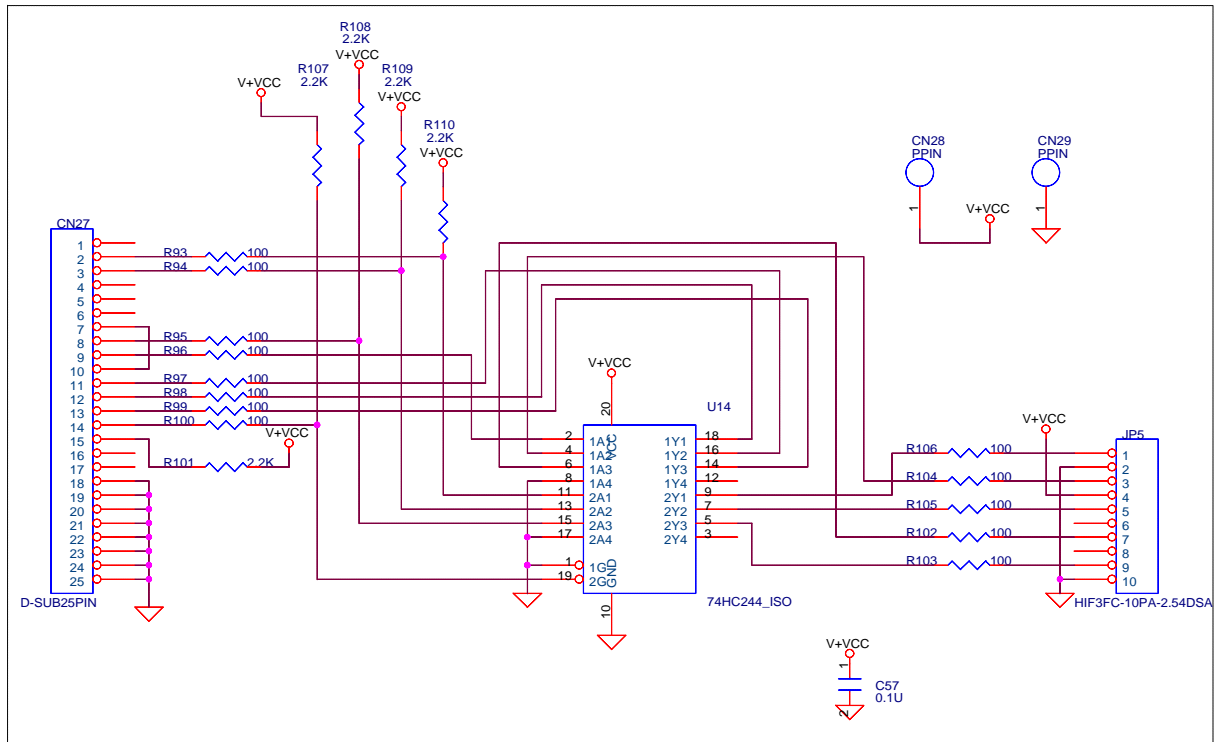 R108
2.2K
V+VCC
R107
2.2K
V+VCC
R109
2.2K
V+VCC
R110
2.2K
V+VCC
CN28
PPIN
1
V+VCC
CN29
PPIN
1
CN27
1
2
3
4
5
6
7
8
9
10
11
12
13
14
15
16
17
18
19
20
21
22
23
24
25
D-SUB25PIN
R93 100
R94 100
R95 100
R96 100
R97 100
R98 100
R99 100
R100 100
V+VCC
R101 2.2K
V+VCC
20
VCC
U14
2 1A1 1Y1 18
4 1A2 1Y2 16
6 1A3 1Y3 14
8 1A4 1Y4 12
11 2A1 2Y1 9
13 2A2 2Y2 7
15 2A3 2Y3 5
17 2A4 2Y4 3
1 1G
19 2G
GND
10
74HC244_ISO
R106 100
R104 100
R105 100
R102 100
R103 100
V+VCC
JP5
1
2
3
4
5
6
7
8
9
10
HIF3FC-10PA-2.54DSA
V+VCC
1
C57
0.1U
2